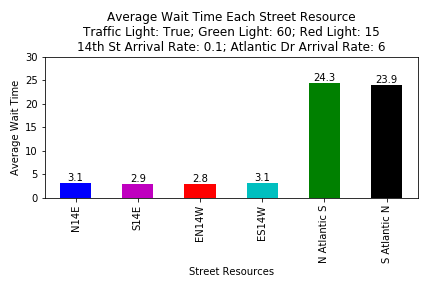 Average Wait Time Each Street Resource
Traffic Light: True; Green Light: 60; Red Light: 15
14th St Arrival Rate: 0.1; Atlantic Dr Arrival Rate: 6
30
25
20
15
10
5
0
Average Wait Time
3.1
2.9
2.8
3.1
24.3
23.9
N14E
S14E
EN14W
ES14W
N Atlantic S
S Atlantic N
Street Resources